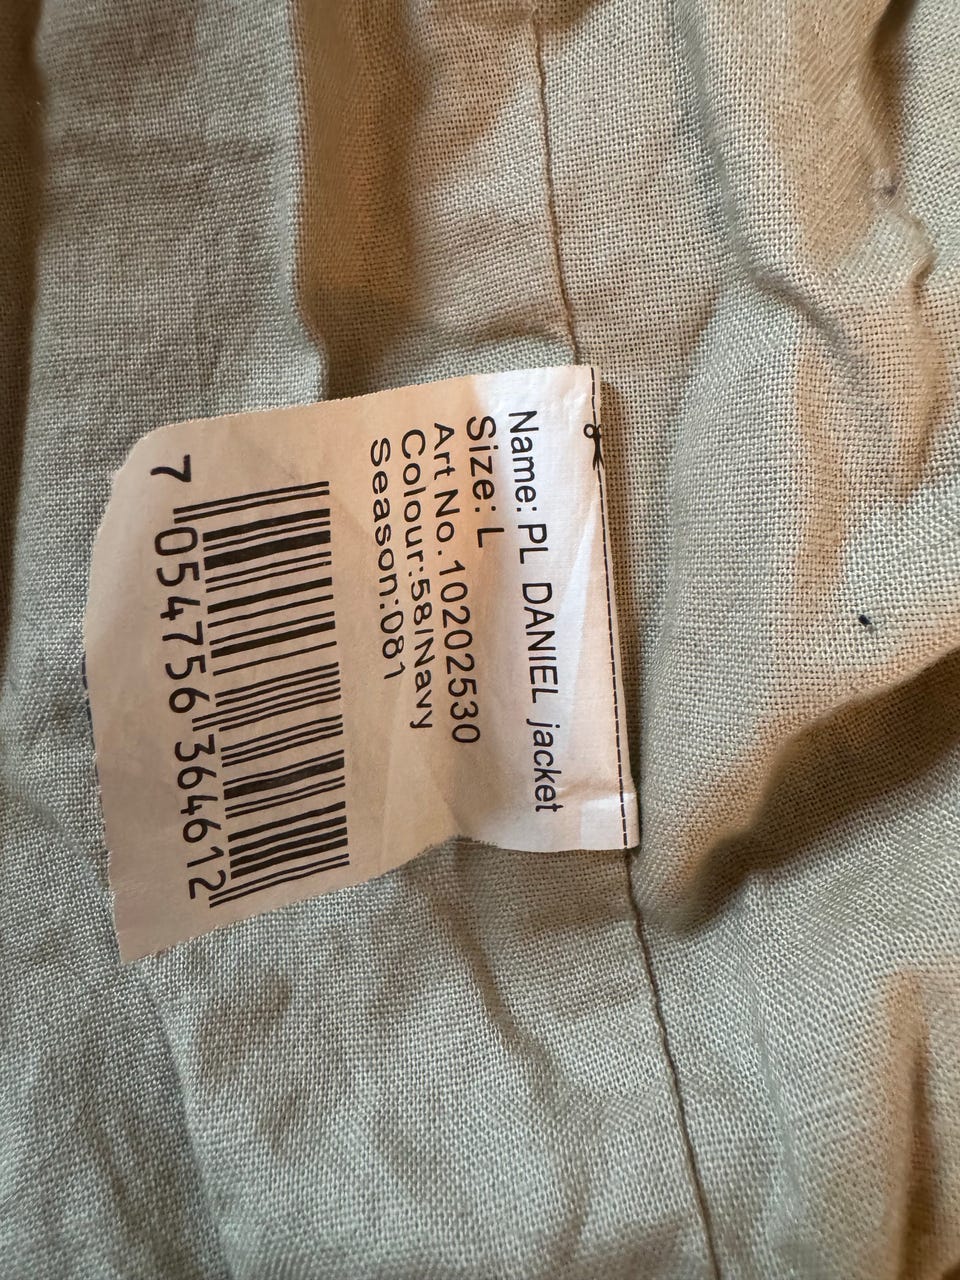 Name: PL DANIEL jacket
Size: L
Art No.10202530
Colour:58/Navy
Season:081
7 054756 364612